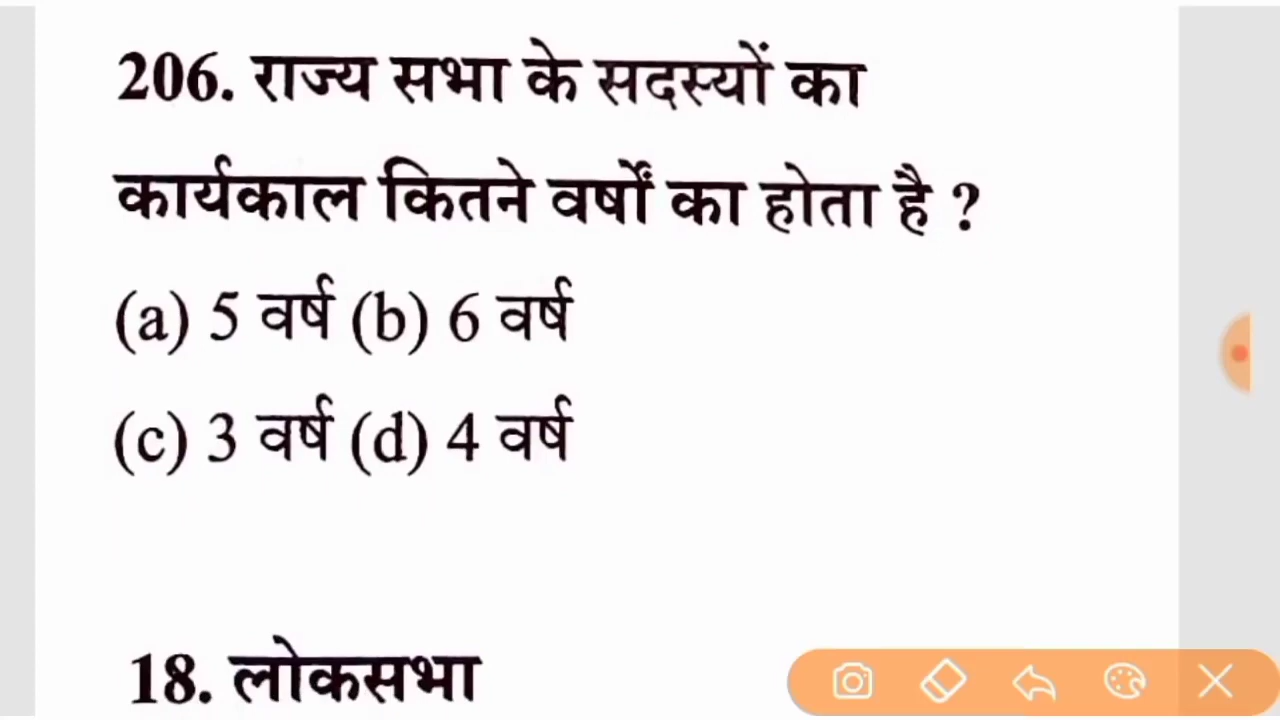 206. राज्य सभा के सदस्यों का
कार्यकाल कितने वर्षों का होता है ?
(a) 5 वर्ष (b) 6 वर्ष
(c) 3 वर्ष (d) 4 वर्ष
18. लोकसभा